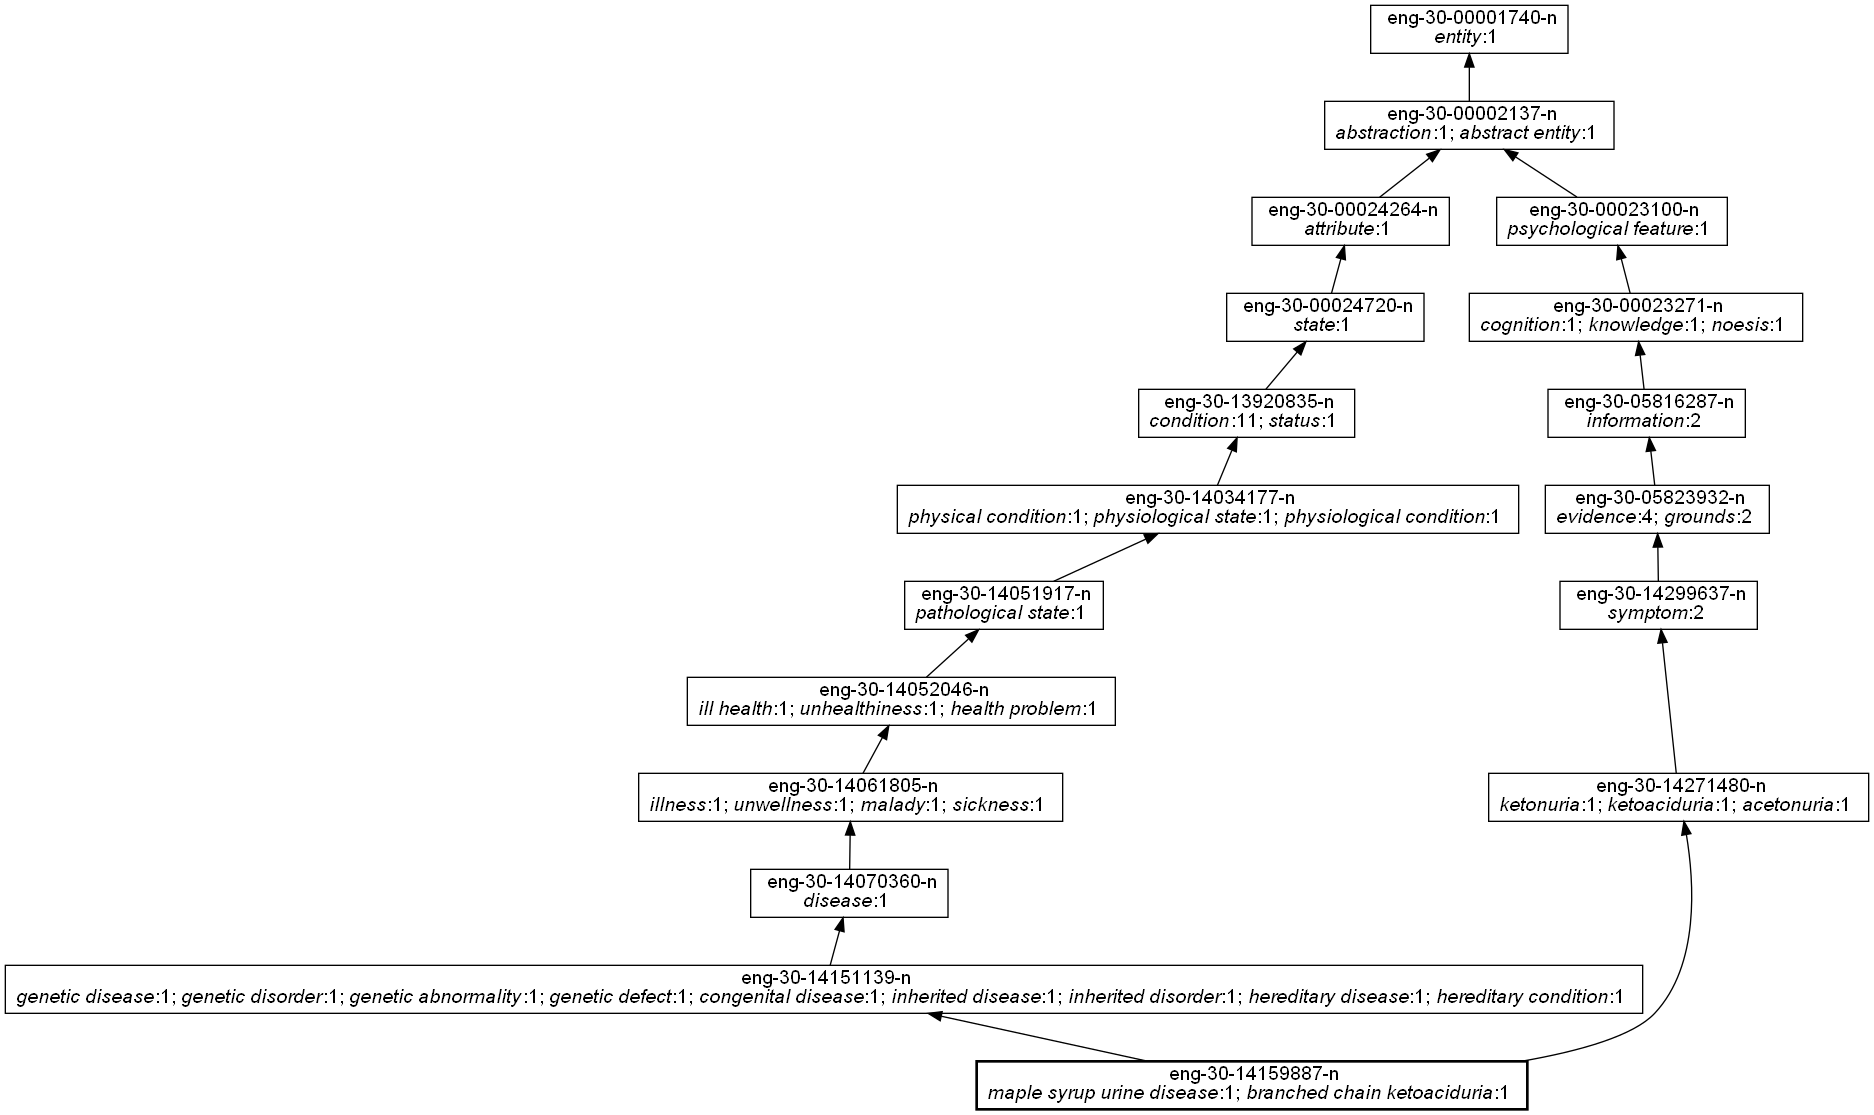 eng-30-00001740-n
entity:1
eng-30-00002137-n
abstraction:1; abstract entity:1
eng-30-00024264-n
attribute:1
eng-30-00023100-n
psychological feature:1
eng-30-00024720-n
state:1
eng-30-00023271-n
cognition:1; knowledge:1; noesis:1
eng-30-13920835-n
condition:11; status:1
eng-30-05816287-n
information:2
eng-30-14034177-n
physical condition:1; physiological state:1; physiological condition:1
eng-30-05823932-n
evidence:4; grounds:2
eng-30-14051917-n
pathological state:1
eng-30-14299637-n
symptom:2
eng-30-14052046-n
ill health:1; unhealthiness:1; health problem:1
eng-30-14061805-n
illness:1; unwellness:1; malady:1; sickness:1
eng-30-14271480-n
ketonuria:1; ketoaciduria:1; acetonuria:1
eng-30-14070360-n
disease:1
eng-30-14151139-n
genetic disease:1; genetic disorder:1; genetic abnormality:1; genetic defect:1; congenital disease:1; inherited disease:1; inherited disorder:1; hereditary disease:1; hereditary condition:1
eng-30-14159887-n
maple syrup urine disease:1; branched chain ketoaciduria:1